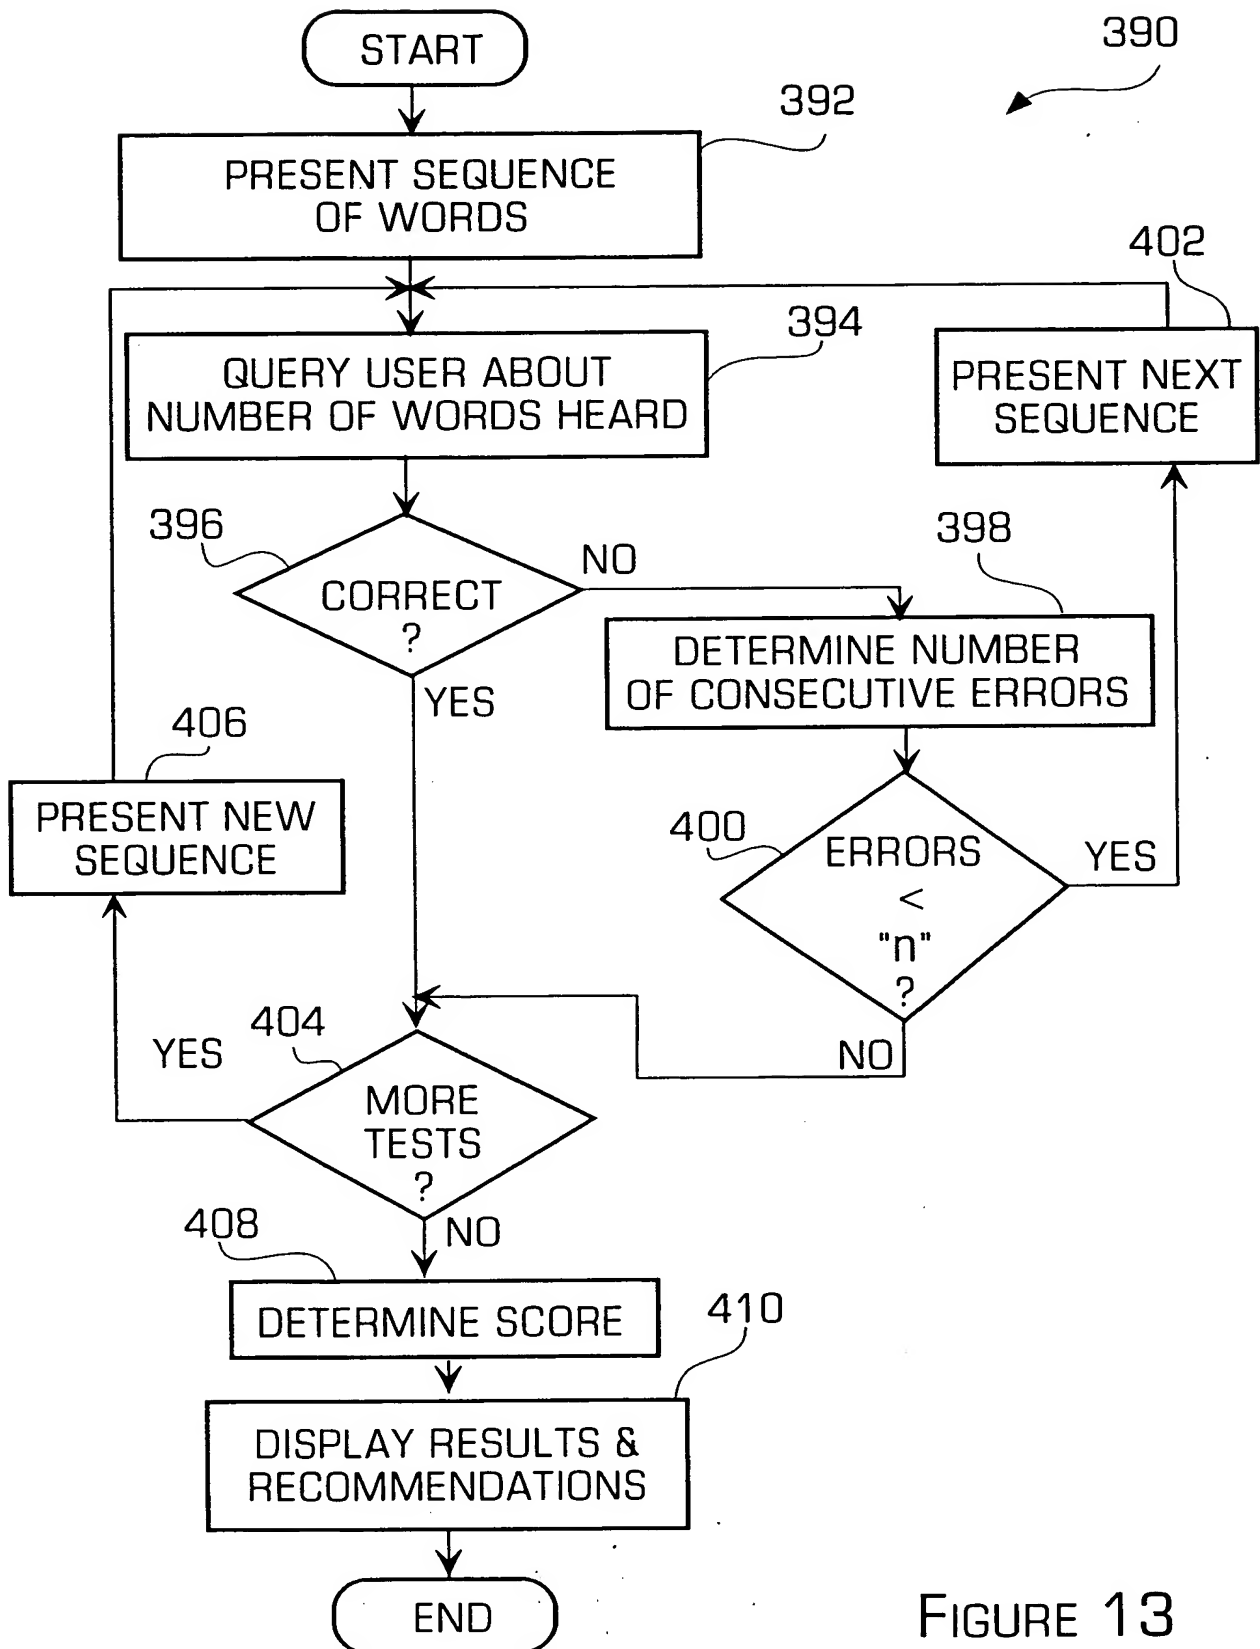 START
390
392
PRESENT SEQUENCE
OF WORDS
402
394
QUERY USER ABOUT
NUMBER OF WORDS HEARD
PRESENT NEXT
SEQUENCE
396
NO
398
CORRECT
?
DETERMINE NUMBER
OF CONSECUTIVE ERRORS
YES
406
PRESENT NEW
SEQUENCE
400
ERRORS
<
"n"
?
YES
404
YES
NO
MORE
TESTS
?
408
NO
DETERMINE SCORE
410
DISPLAY RESULTS &
RECOMMENDATIONS
END
FIGURE 13